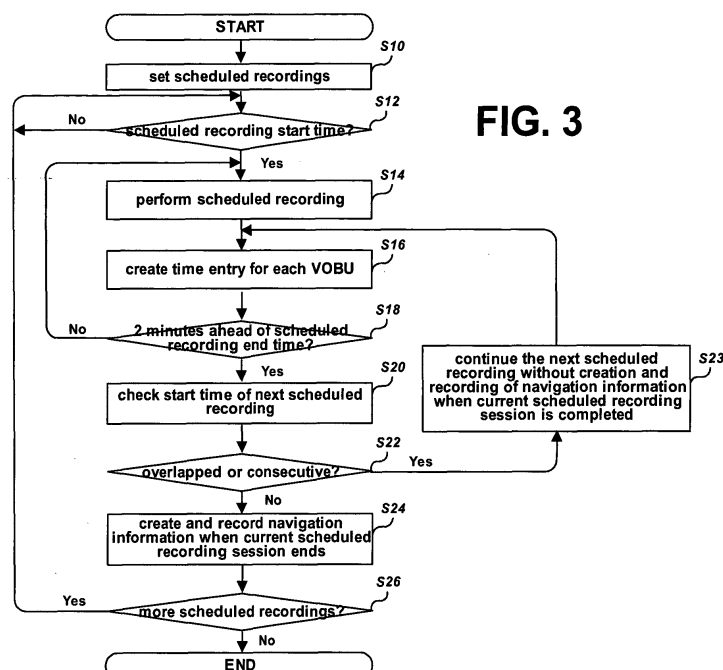 START
S10
set scheduled recordings
S12
No
scheduled recording start time?
FIG. 3
Yes
S14
perform scheduled recording
S16
create time entry for each VOBU
S18
No
2 minutes ahead of scheduled
recording end time?
Yes
S20
check start time of next scheduled
recording
continue the next scheduled
recording without creation and
recording of navigation information
when current scheduled recording
session is completed
S23
S22
overlapped or consecutive?
Yes
No
S24
create and record navigation
information when current scheduled
recording session ends
S26
Yes
more scheduled recordings?
No
END